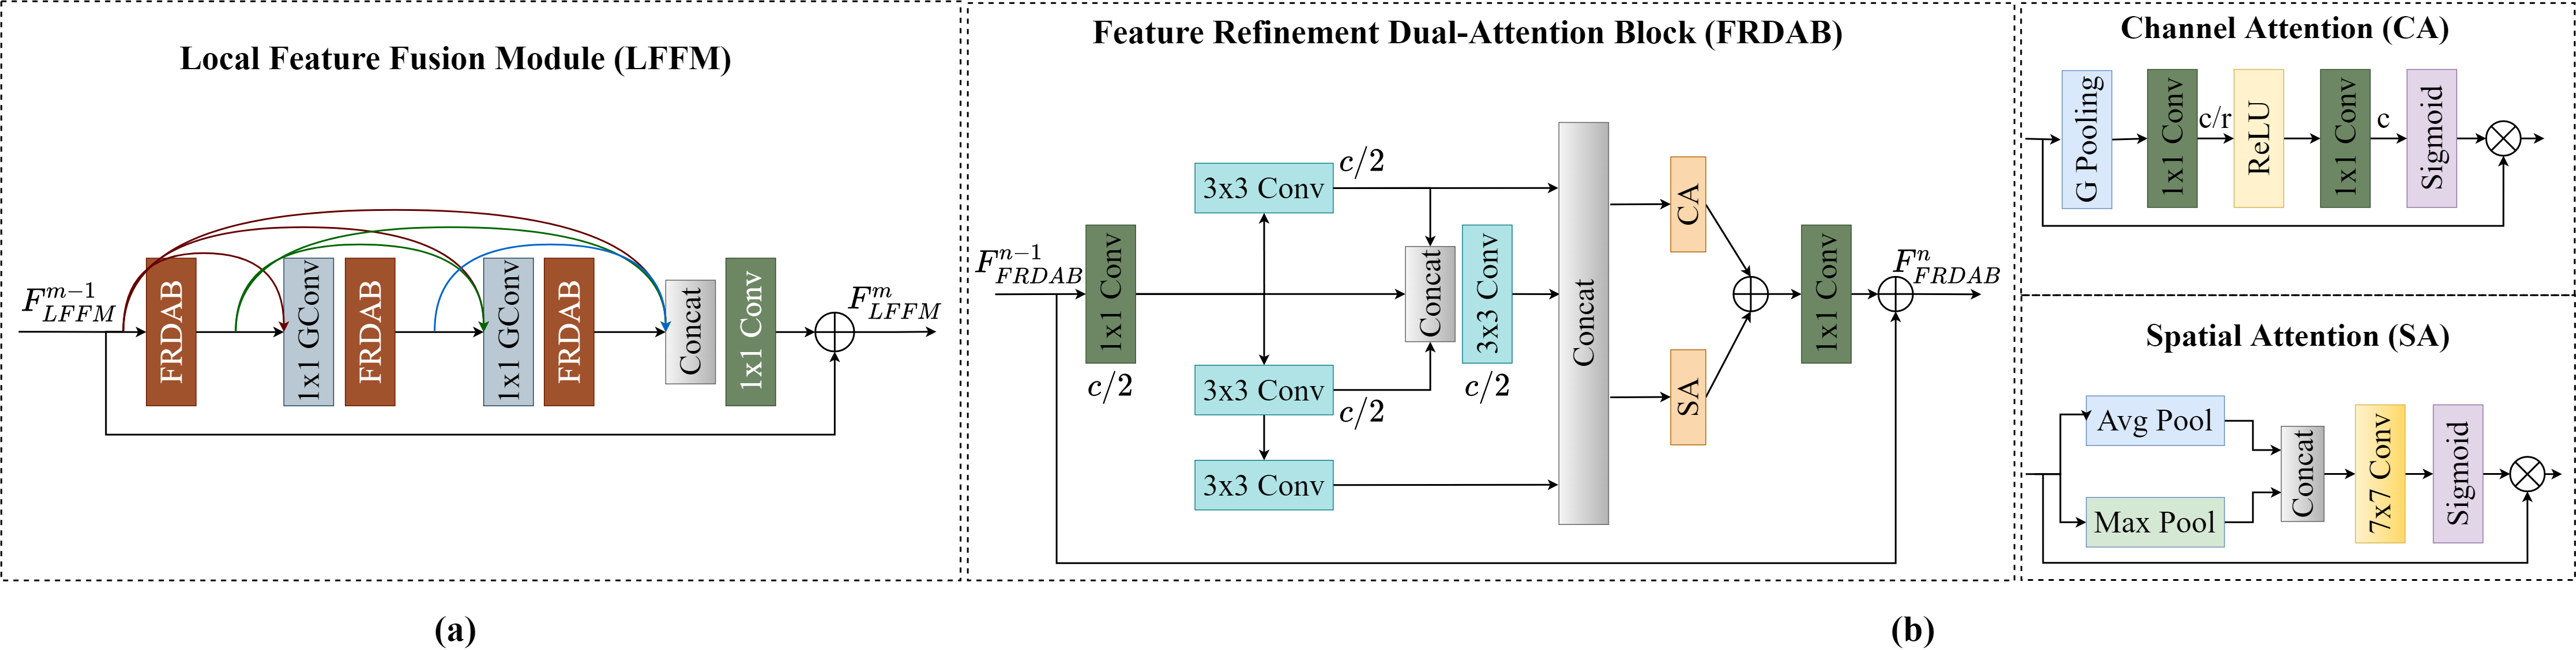 Local Feature Fusion Module (LFFM)
F_{LFFM}^{m-1}
FRDAB
1x1 GConv
FRDAB
1x1 GConv
FRDAB
Concat
1x1 Conv
F_{LFFM}^{m}
(a)
Feature Refinement Dual-Attention Block (FRDAB)
F_{FRDAB}^{n-1}
1x1 Conv
c/2
3x3 Conv
c/2
3x3 Conv
c/2
3x3 Conv
Concat
3x3 Conv
c/2
Concat
CA
SA
1x1 Conv
F_{FRDAB}^{n}
Channel Attention (CA)
G Pooling
1x1 Conv
c/r
ReLU
1x1 Conv
c
Sigmoid
Spatial Attention (SA)
Avg Pool
Max Pool
Concat
7x7 Conv
Sigmoid
(b)